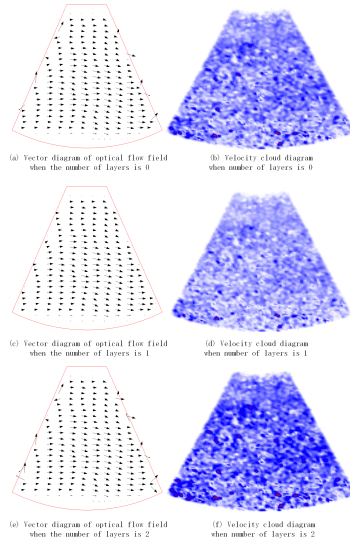 (a) Vector diagram of optical flow field
when the number of layers is 0
(b) Velocity cloud diagram
when number of layers is 0
(c) Vector diagram of optical flow field
when the number of layers is 1
(d) Velocity cloud diagram
when number of layers is 1
(e) Vector diagram of optical flow field
when the number of layers is 2
(f) Velocity cloud diagram
when number of layers is 2